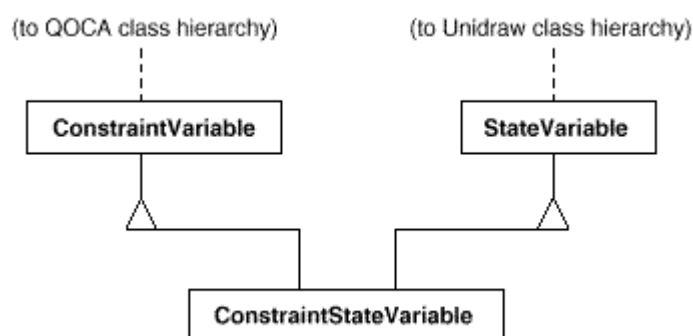 (to QOCA class hierarchy)
(to Unidraw class hierarchy)
ConstraintVariable
StateVariable
ConstraintStateVariable